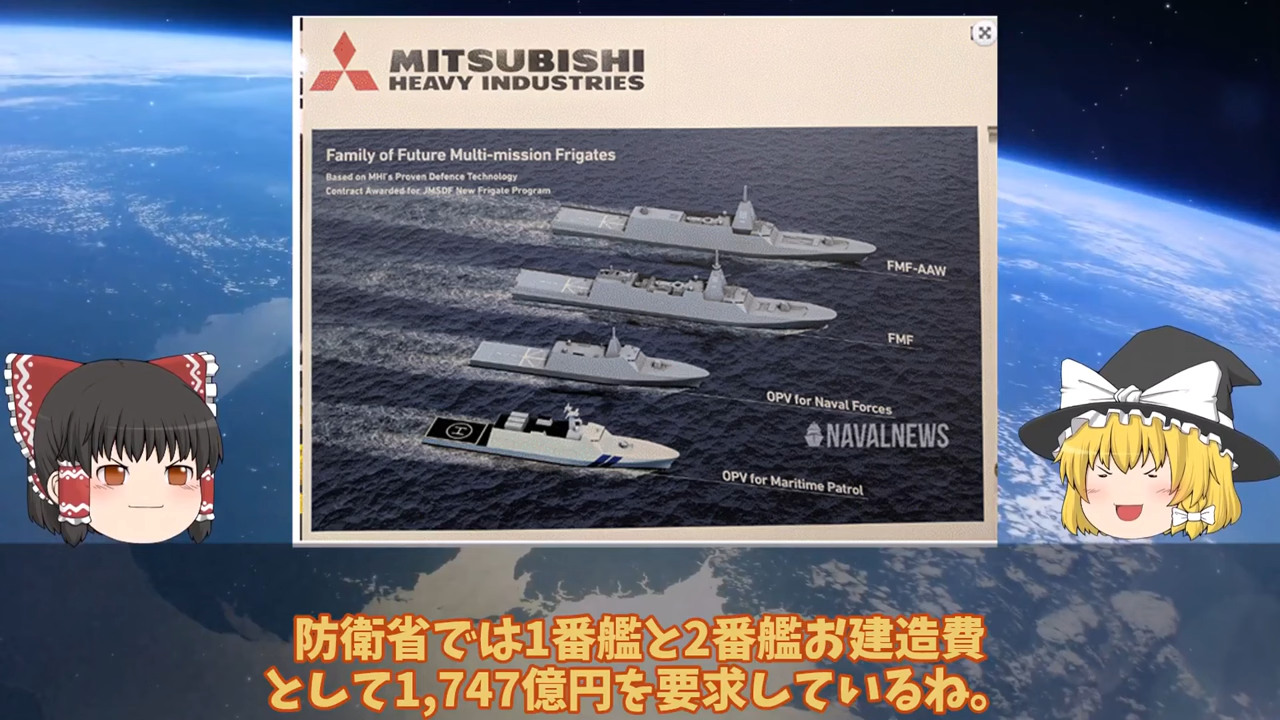 MITSUBISHI
HEAVY INDUSTRIES
Family of Future Multi-mission Frigates
Based on MHI's Proven Defence Technology
Contract Awarded for JMSDF New Frigate Program
FMF-AAW
FMF
OPV for Naval Forces
NAVALNEWS
OPV for Maritime Patrol
防衛省では1番艦と2番艦お建造費
として1,747億円を要求しているね。